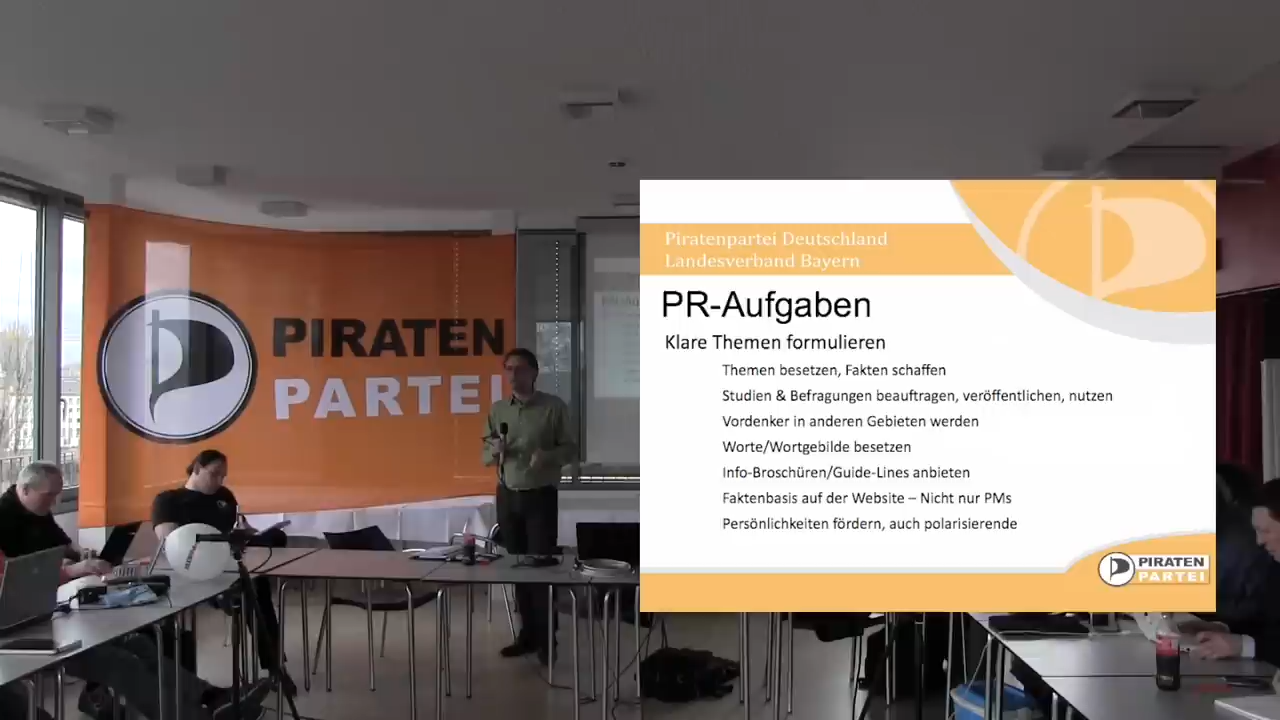 PIRATEN
PARTEI
Piratenpartei Deutschland
Landesverband Bayern
PR-Aufgaben
Klare Themen formulieren
Themen besetzen, Fakten schaffen
Studien & Befragungen beauftragen, veröffentlichen, nutzen
Vordenker in anderen Gebieten werden
Worte/Wortgebilde besetzen
Info-Broschüren/Guide-Lines anbieten
Faktenbasis auf der Website – Nicht nur PMs
Persönlichkeiten fördern, auch polarisierende
PIRATEN
PARTEI